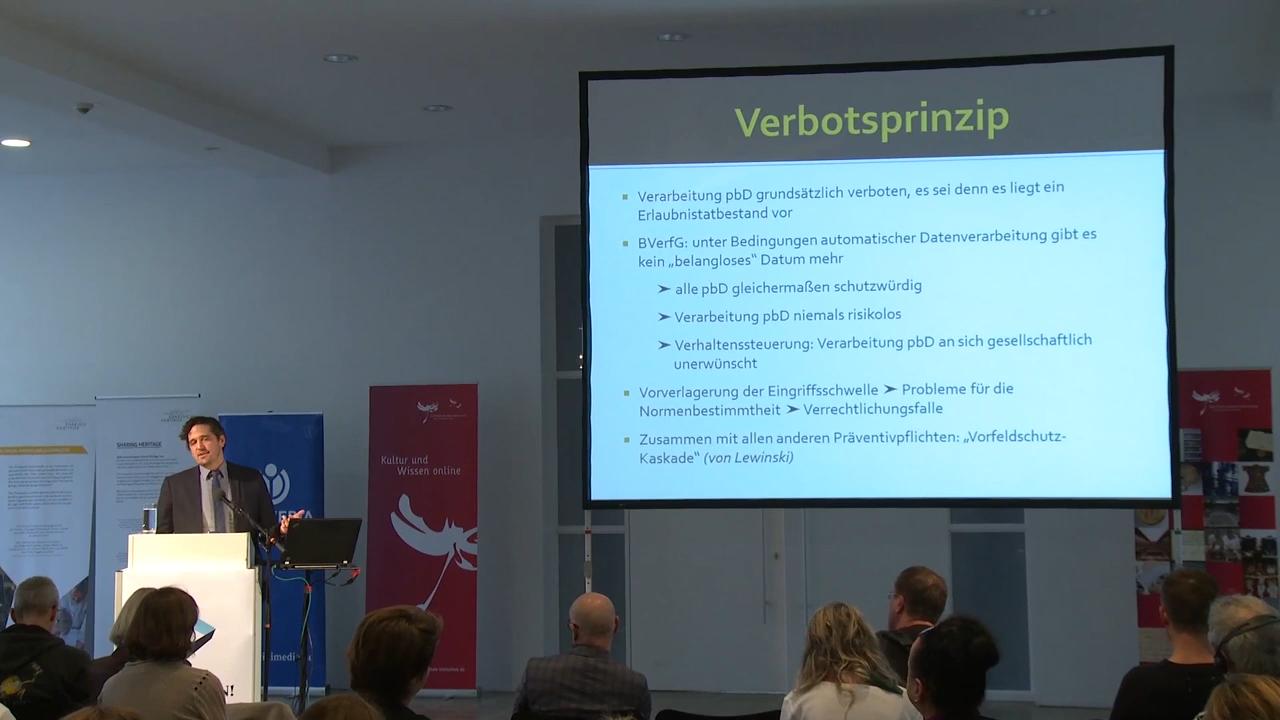 Verbotsprinzip
Verarbeitung pbD grundsätzlich verboten, es sei denn es liegt ein
Erlaubnistatbestand vor
BVerfG: unter Bedingungen automatischer Datenverarbeitung gibt es
kein „belangloses“ Datum mehr
➤ alle pbD gleichermaßen schutzwürdig
➤ Verarbeitung pbD niemals risikolos
➤ Verhaltenssteuerung: Verarbeitung pbD an sich gesellschaftlich
unerwünscht
Vorverlagerung der Eingriffsschwelle ➤ Probleme für die
Normenbestimmtheit ➤ Verrechtlichungsfalle
Zusammen mit allen anderen Präventivpflichten: „Vorfeldschutz-
Kaskade“ (von Lewinski)
SHARING HERITAGE
Kultur und
Wissen online
N!